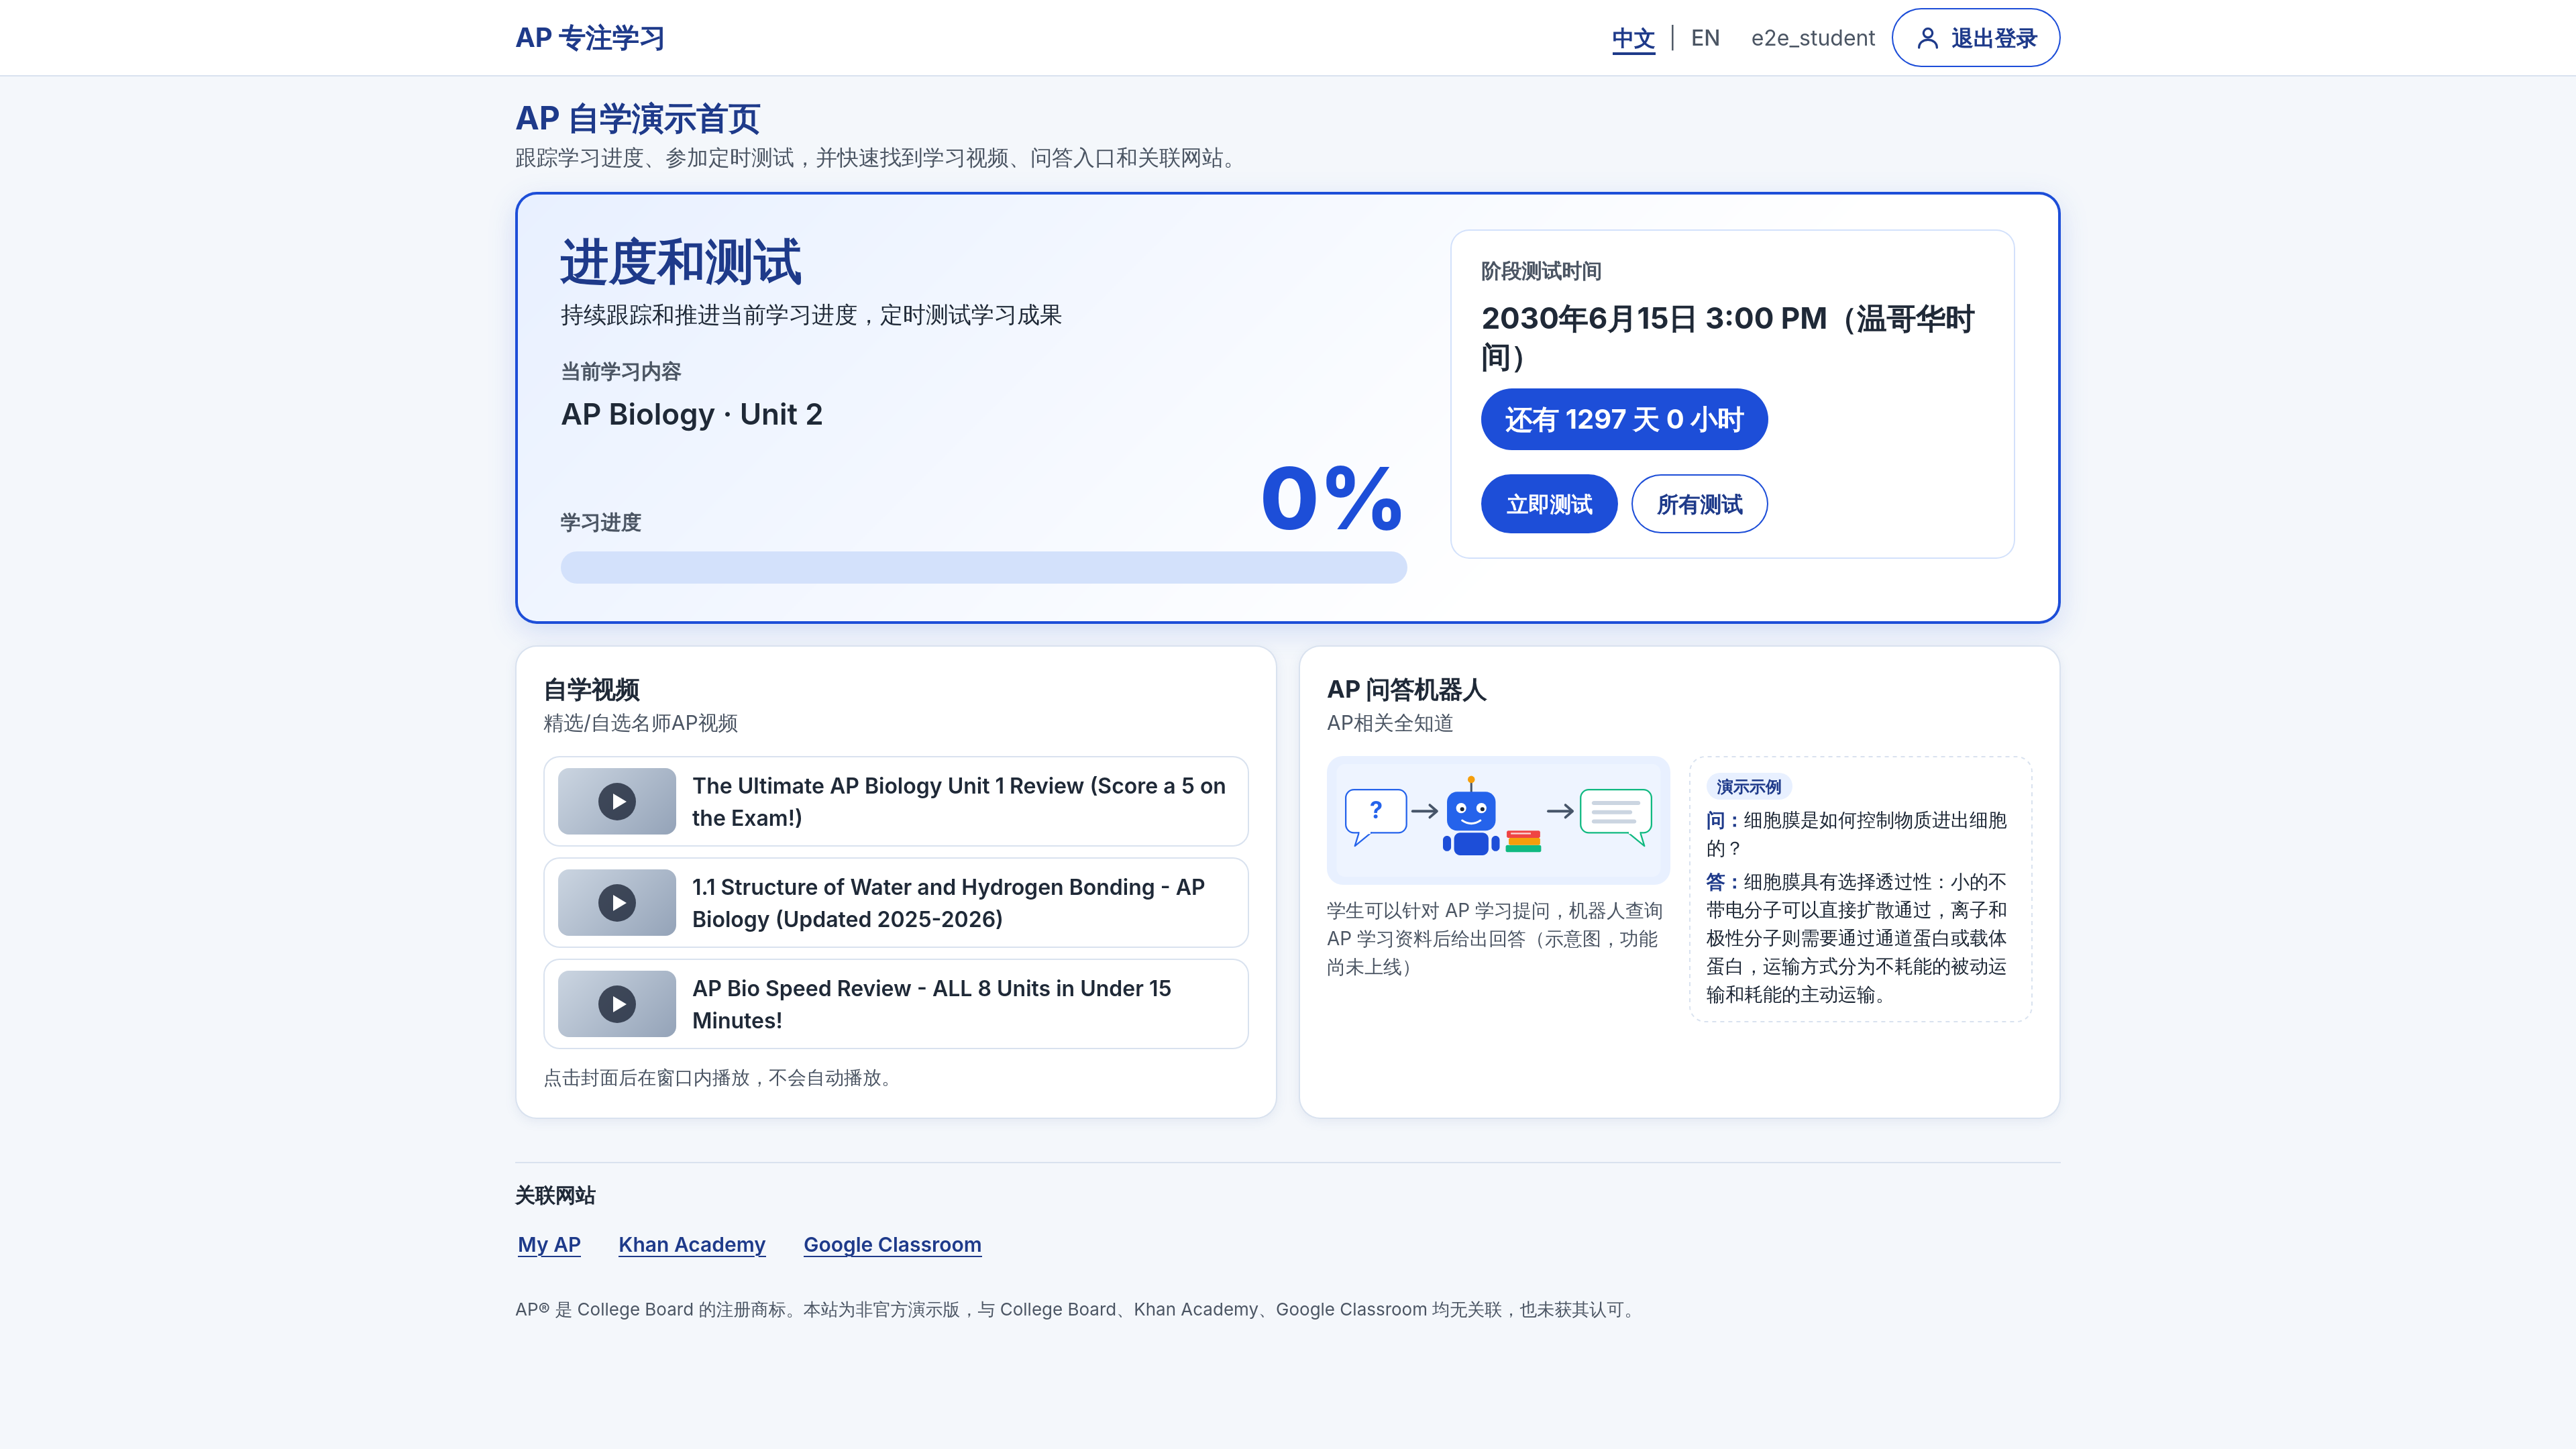 AP 专注学习
中文 | EN
e2e_student
退出登录
AP 自学演示首页
跟踪学习进度、参加定时测试，并快速找到学习视频、问答入口和关联网站。
进度和测试
持续跟踪和推进当前学习进度，定时测试学习成果
当前学习内容
AP Biology · Unit 2
学习进度
0%
阶段测试时间
2030年6月15日 3:00 PM（温哥华时
间）
还有 1297 天 0 小时
立即测试
所有测试
自学视频
精选/自选名师AP视频
The Ultimate AP Biology Unit 1 Review (Score a 5 on
the Exam!)
1.1 Structure of Water and Hydrogen Bonding - AP
Biology (Updated 2025-2026)
AP Bio Speed Review - ALL 8 Units in Under 15
Minutes!
点击封面后在窗口内播放，不会自动播放。
AP 问答机器人
AP相关全知道
?
学生可以针对 AP 学习提问，机器人查询
AP 学习资料后给出回答（示意图，功能
尚未上线）
演示示例
问：细胞膜是如何控制物质进出细胞
的？
答：细胞膜具有选择透过性：小的不
带电分子可以直接扩散通过，离子和
极性分子则需要通过通道蛋白或载体
蛋白，运输方式分为不耗能的被动运
输和耗能的主动运输。
关联网站
My AP
Khan Academy
Google Classroom
AP® 是 College Board 的注册商标。本站为非官方演示版，与 College Board、Khan Academy、Google Classroom 均无关联，也未获其认可。